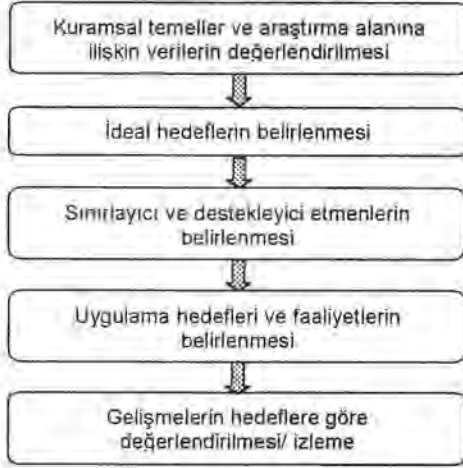 Kuramsal temeller ve araştırma alanına
ilişkin verilerin değerlendirilmesi
İdeal hedeflerin belirlenmesi
Sınırlayıcı ve destekleyici etmenlerin
belirlenmesi
Uygulama hedefleri ve faaliyetlerin
belirlenmesi
Gelişmelerin hedeflere göre
değerlendirilmesi/ izleme